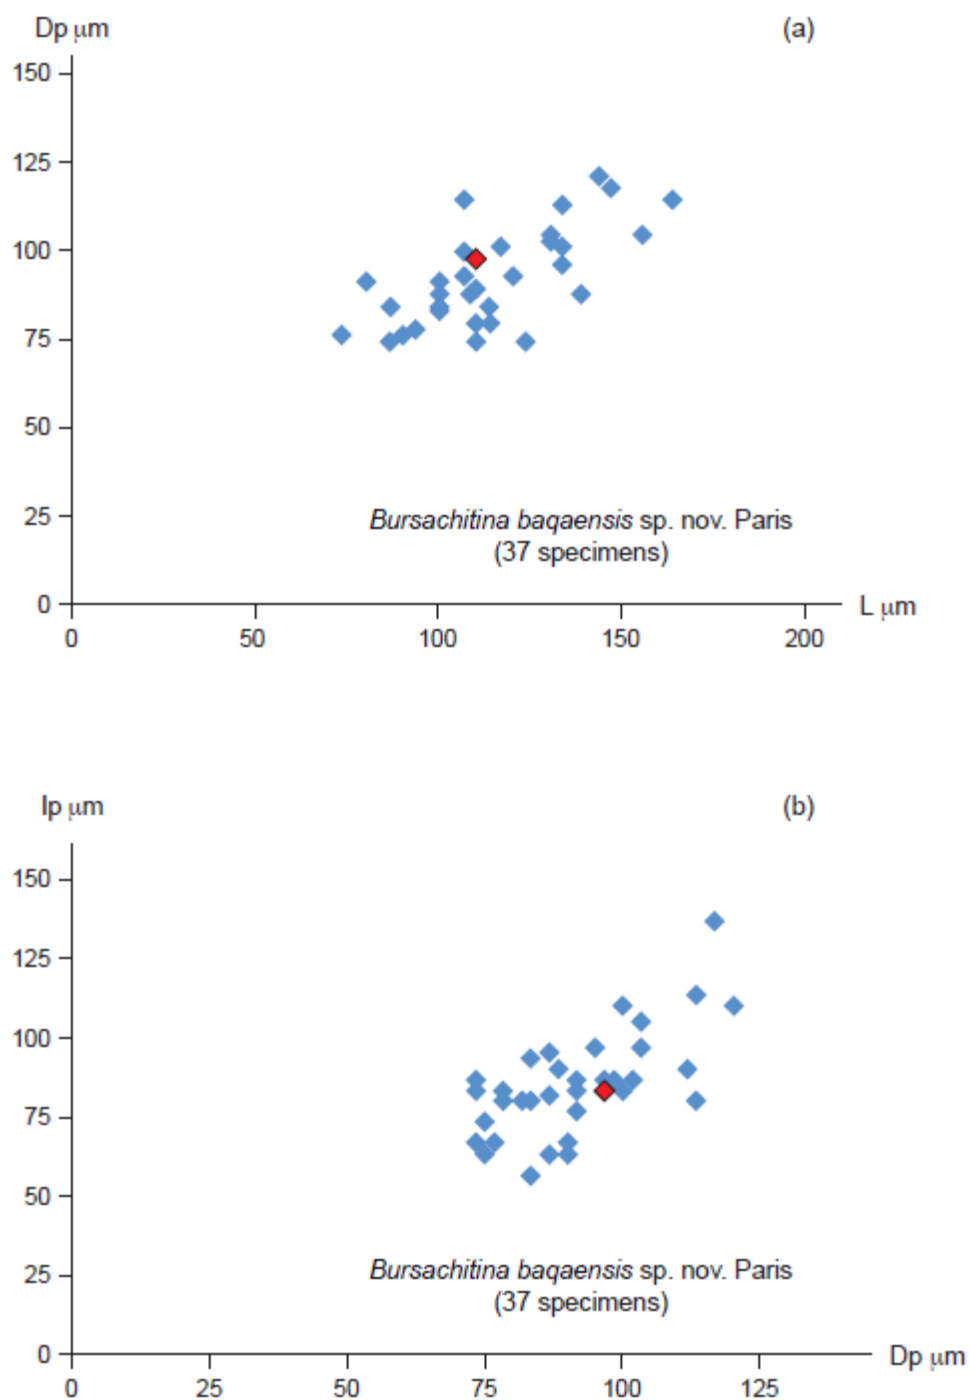 Dp μm
(a)
150
125
100
75
50
25
0
Bursachitina baqaensis sp. nov. Paris
(37 specimens)
L μm
0 50 100 150 200
Ip μm
(b)
150
125
100
75
50
25
0
Bursachitina baqaensis sp. nov. Paris
(37 specimens)
Dp μm
0 25 50 75 100 125